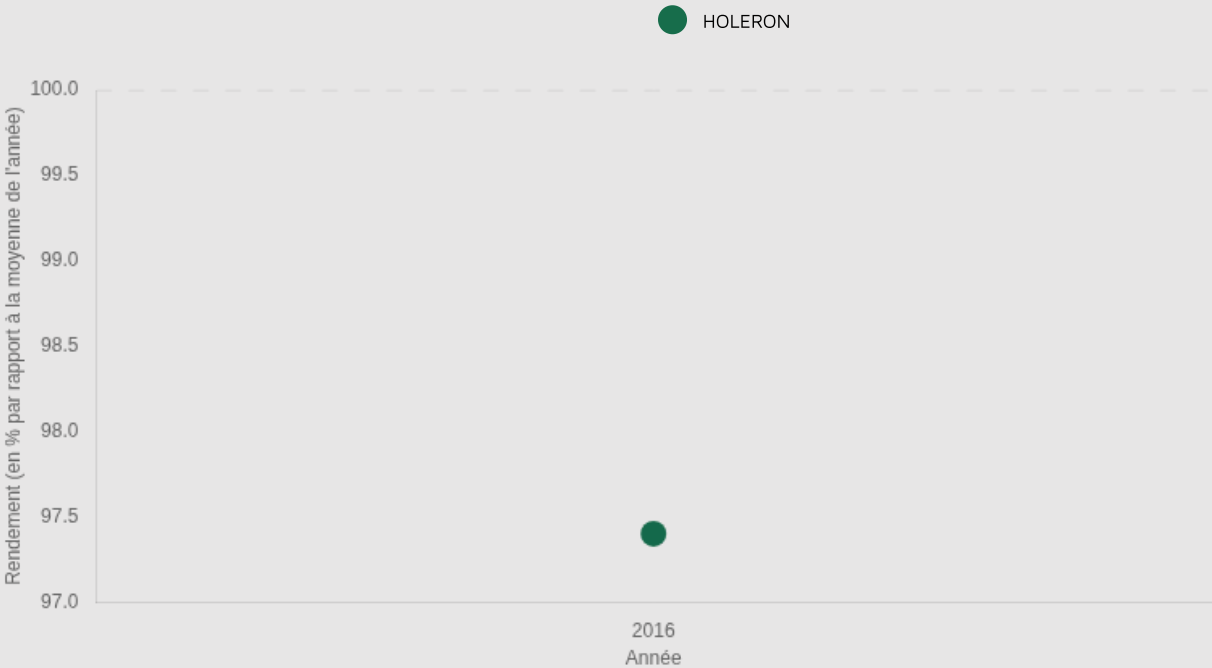 HOLERON
Rendement (en % par rapport à la moyenne de l'année)
100.0
99.5
99.0
98.5
98.0
97.5
97.0
2016
Année